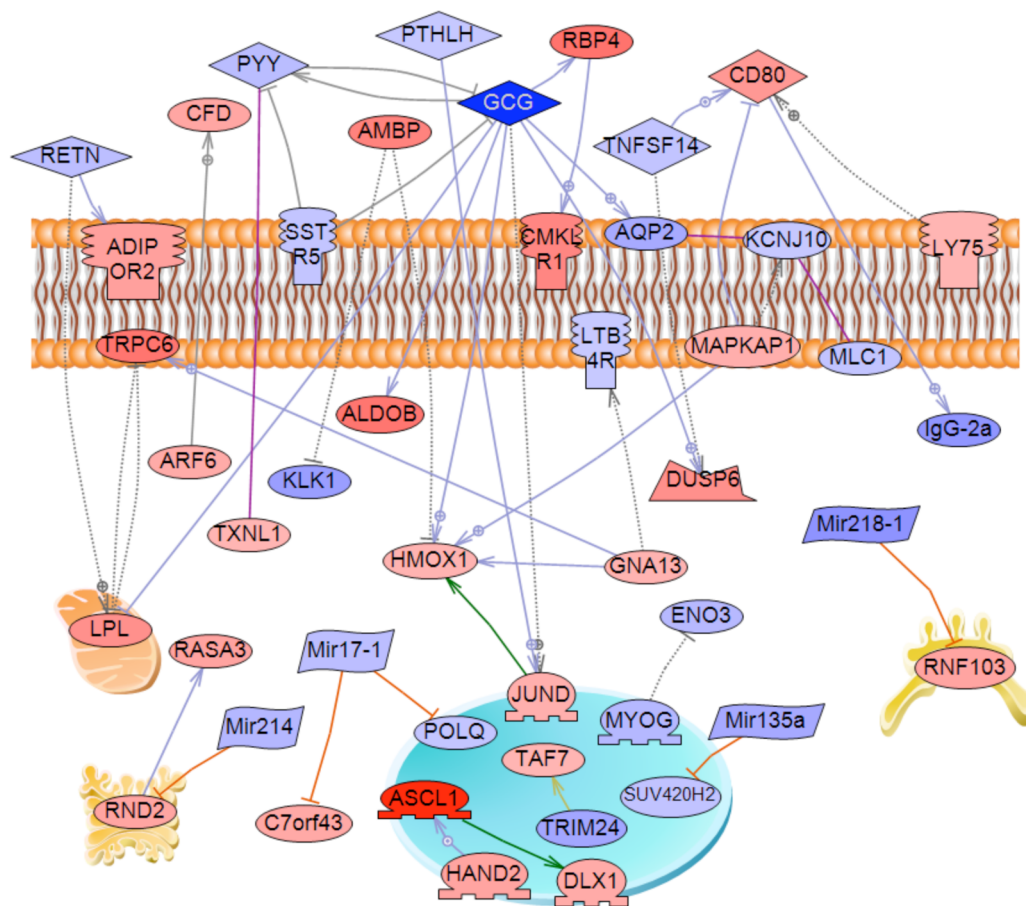 PTHLH
RBP4
PYY
CD80
GCG
CFD
AMBP
RETN
TNFSF14
ADIP
OR2
SST
R5
CMKL
R1
AQP2
KCNJ10
LY75
TRPC6
LTB
4R
MAPKAP1
MLC1
ALDOB
IgG-2a
ARF6
KLK1
DUSP6
TXNL1
HMOX1
GNA13
Mir218-1
LPL
RASA3
Mir17-1
ENO3
RNF103
JUND
Mir214
POLQ
MYOG
Mir135a
TAF7
RND2
C7orf43
ASCL1
TRIM24
SUV420H2
HAND2
DLX1